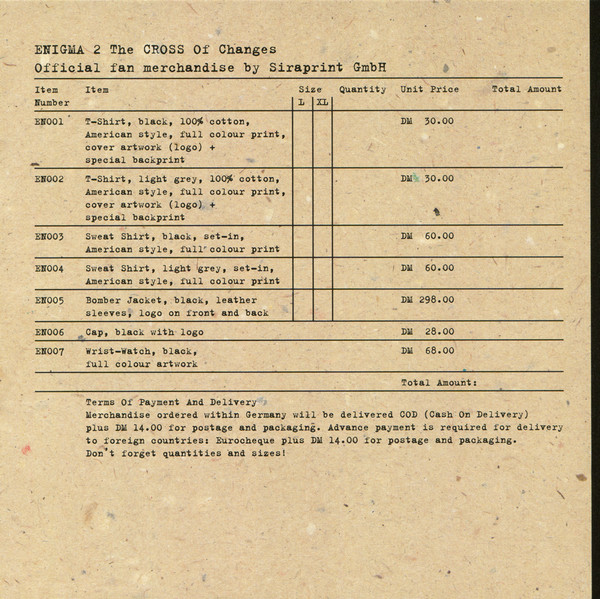 ENIGMA 2 The CROSS Of Changes
Official fan merchandise by Siraprint GmbH
Item Item Size Quantity Unit Price Total Amount
Number L XL
EN001 T-Shirt, black, 100% cotton, DM 30.00
American style, full colour print,
cover artwork (logo) +
special backprint
EN002 T-Shirt, light grey, 100% cotton, DM 30.00
American style, full colour print,
cover artwork (logo) +
special backprint
EN003 Sweat Shirt, black, set-in, DM 60.00
American style, full colour print
EN004 Sweat Shirt, light grey, set-in, DM 60.00
American style, full colour print
EN005 Bomber Jacket, black, leather DM 298.00
sleeves, logo on front and back
EN006 Cap, black with logo DM 28.00
EN007 Wrist-Watch, black, DM 68.00
full colour artwork
Total Amount:
Terms Of Payment And Delivery
Merchandise ordered within Germany will be delivered COD (Cash On Delivery)
plus DM 14.00 for postage and packaging. Advance payment is required for delivery
to foreign countries: Eurocheque plus DM 14.00 for postage and packaging.
Don't forget quantities and sizes!